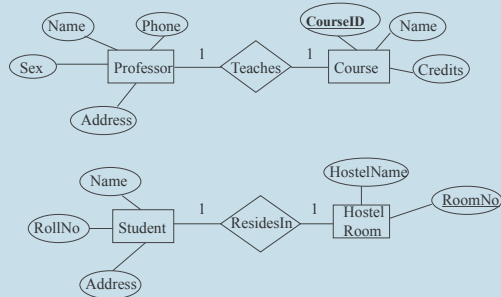 CourseID
Name Phone Name
1 1
Sex Professor Teaches Course Credits
Address
HostelName
Name
RoomNo
1 1
RollNo Student ResidesIn Hostel
Room
Address